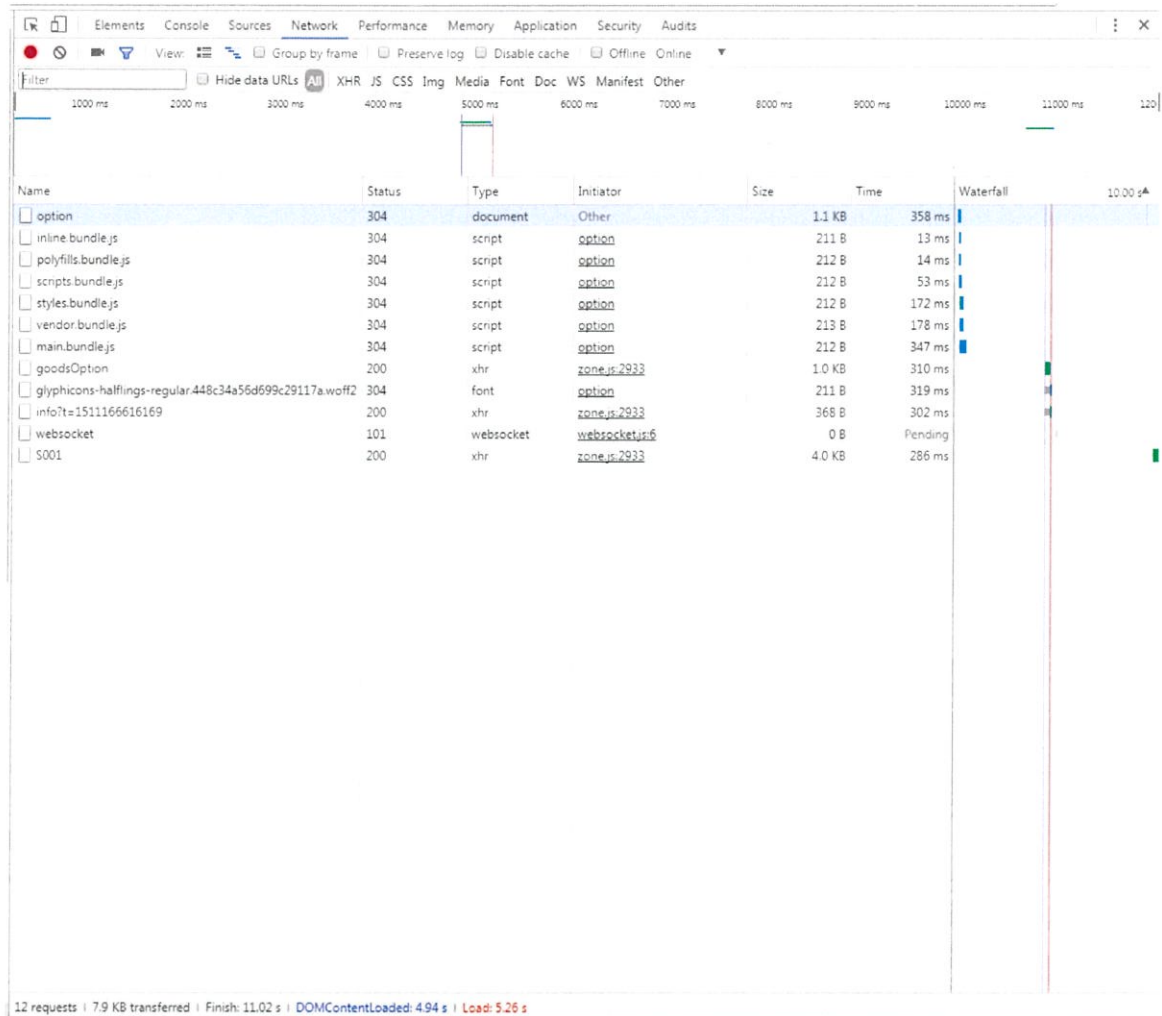 Elements Console Sources Network Performance Memory Application Security Audits
View: Group by frame Preserve log Disable cache Offline Online
Filter Hide data URLs All XHR JS CSS Img Media Font Doc WS Manifest Other
1000 ms 2000 ms 3000 ms 4000 ms 5000 ms 6000 ms 7000 ms 8000 ms 9000 ms 10000 ms 11000 ms 120
Name Status Type Initiator Size Time Waterfall 10.00 s
option 304 document Other 1.1 KB 358 ms
inline.bundle.js 304 script option 211 B 13 ms
polyfills.bundle.js 304 script option 212 B 14 ms
scripts.bundle.js 304 script option 212 B 53 ms
styles.bundle.js 304 script option 212 B 172 ms
vendor.bundle.js 304 script option 213 B 178 ms
main.bundle.js 304 script option 212 B 347 ms
goodsOption 200 xhr zone.js:2933 1.0 KB 310 ms
glyphicons-halflings-regular.448c34a56d699c29117a.woff2 304 font option 211 B 319 ms
info?t=1511166616169 200 xhr zone.js:2933 368 B 302 ms
websocket 101 websocket websocket.js:6 0 B Pending
S001 200 xhr zone.js:2933 4.0 KB 286 ms
12 requests | 7.9 KB transferred | Finish: 11.02 s | DOMContentLoaded: 4.94 s | Load: 5.26 s